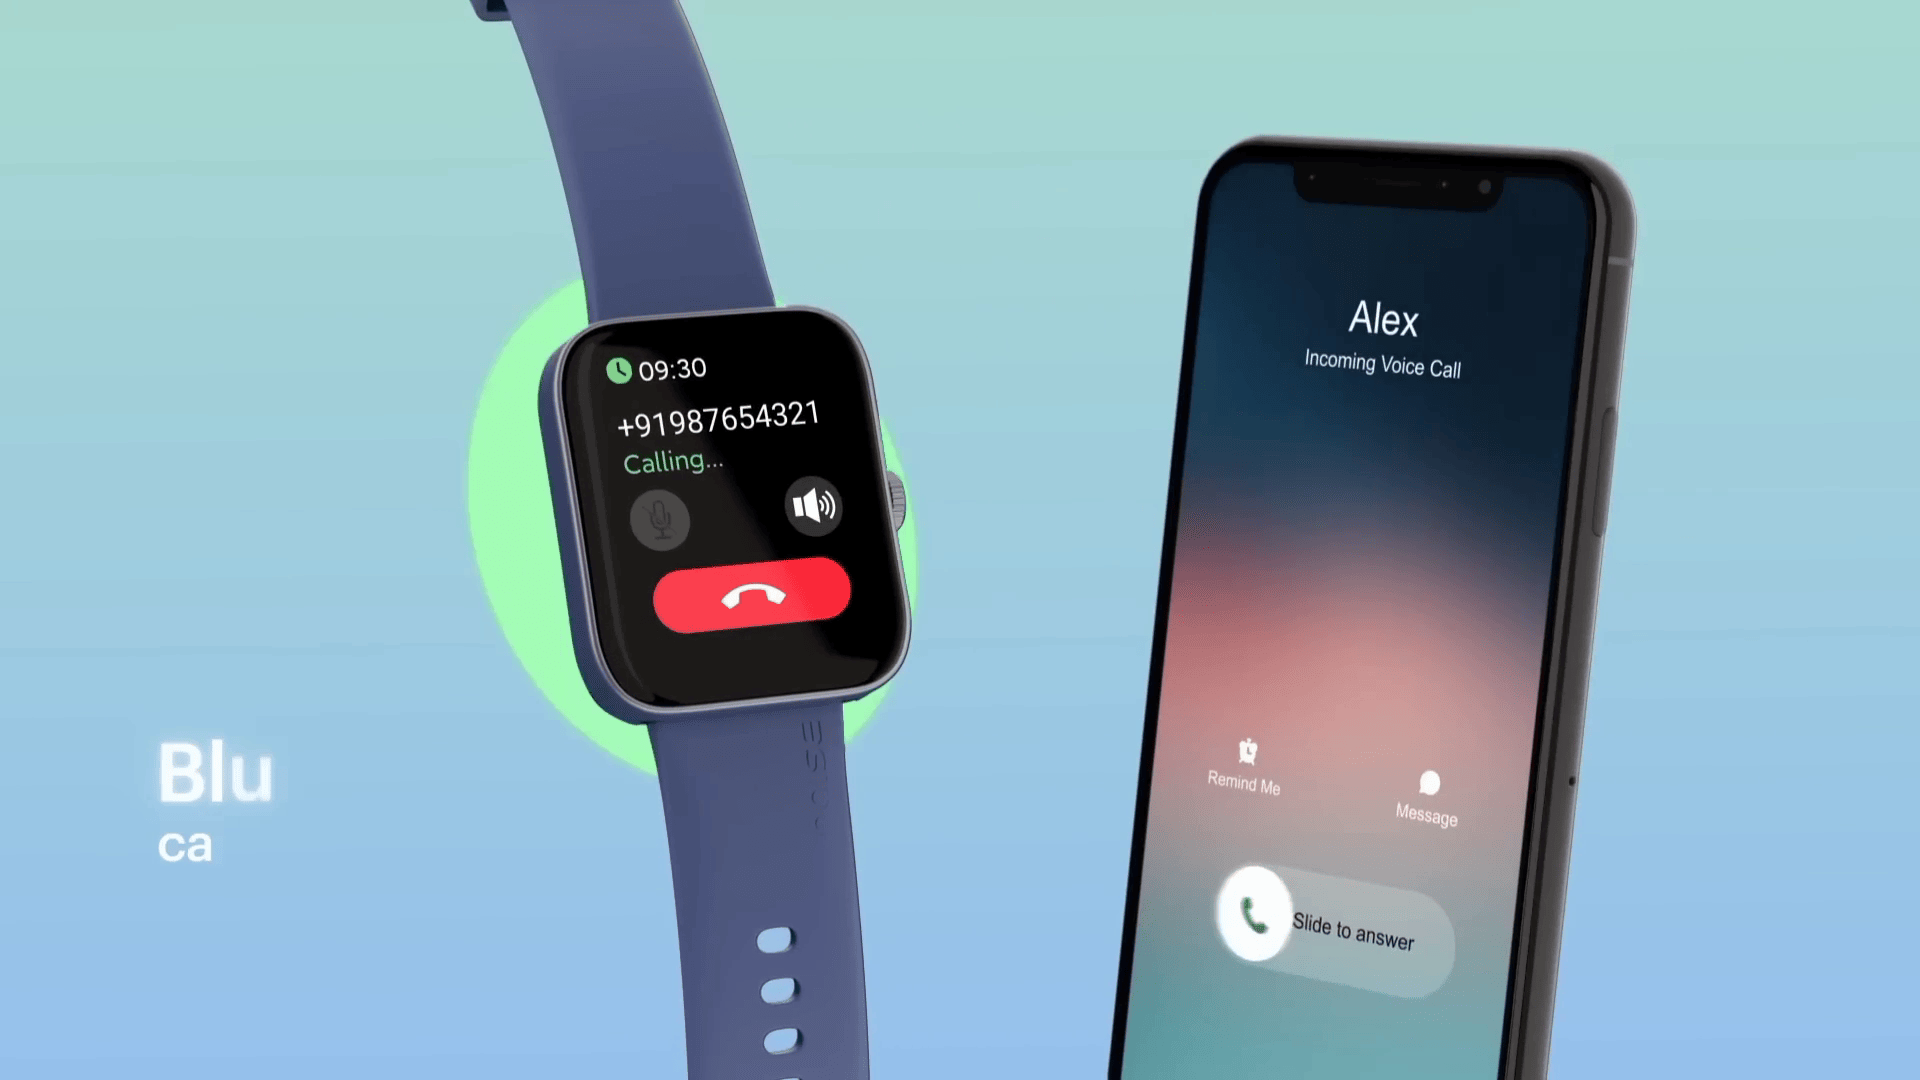 09:30
+91987654321
Calling...
Blu
ca
Alex
Incoming Voice Call
Remind Me
Message
Slide to answer